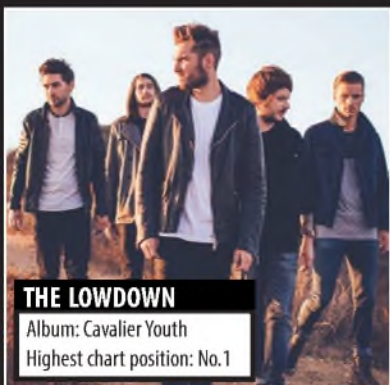 THE LOWDOWN
Album: Cavalier Youth
Highest chart position: No.1